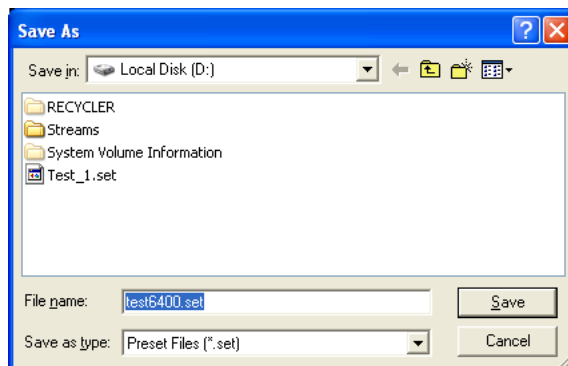 Save As
Save in: Local Disk (D:)
RECYCLER
Streams
System Volume Information
Test_1.set
File name: test6400.set Save
Save as type: Preset Files (*.set) Cancel